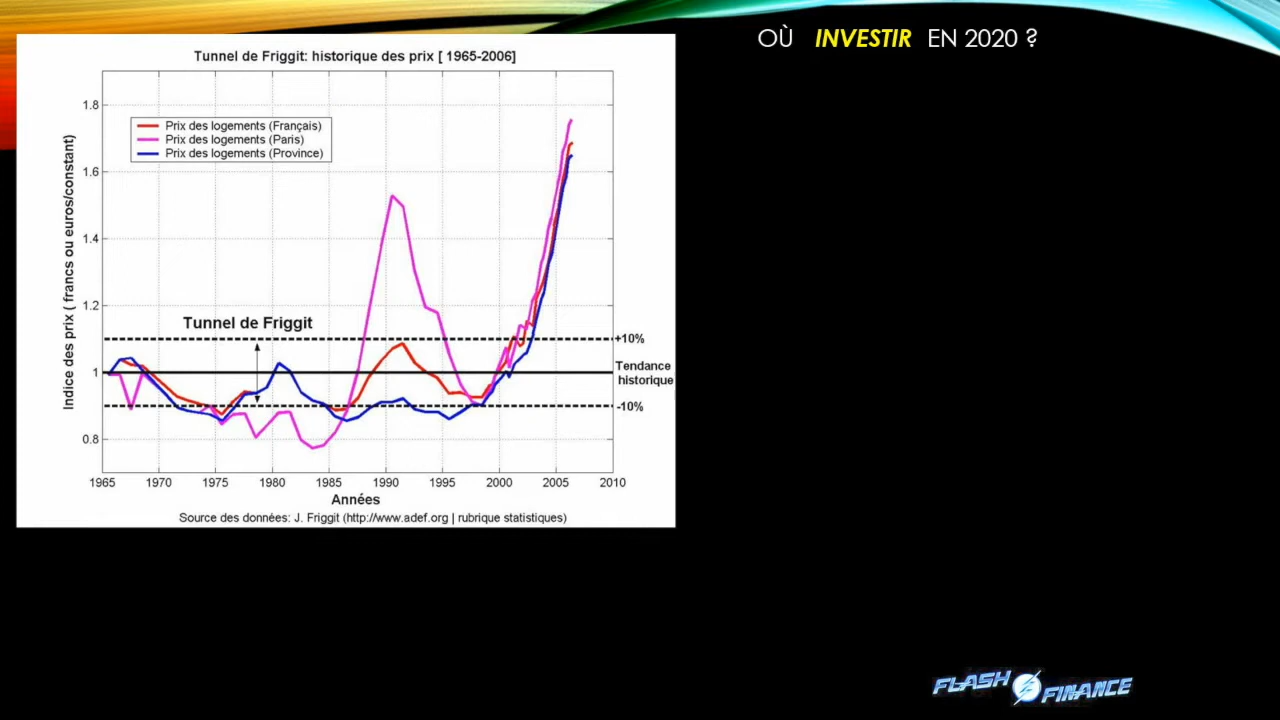 OÙ INVESTIR EN 2020 ?
Tunnel de Friggit: historique des prix [ 1965-2006]
Indice des prix ( francs ou euros/constant)
1.8
1.6
1.4
1.2
1
0.8
Prix des logements (Français)
Prix des logements (Paris)
Prix des logements (Province)
Tunnel de Friggit
+10%
Tendance
historique
-10%
1965 1970 1975 1980 1985 1990 1995 2000 2005 2010
Années
Source des données: J. Friggit (http://www.adef.org | rubrique statistiques)
FLASH FINANCE